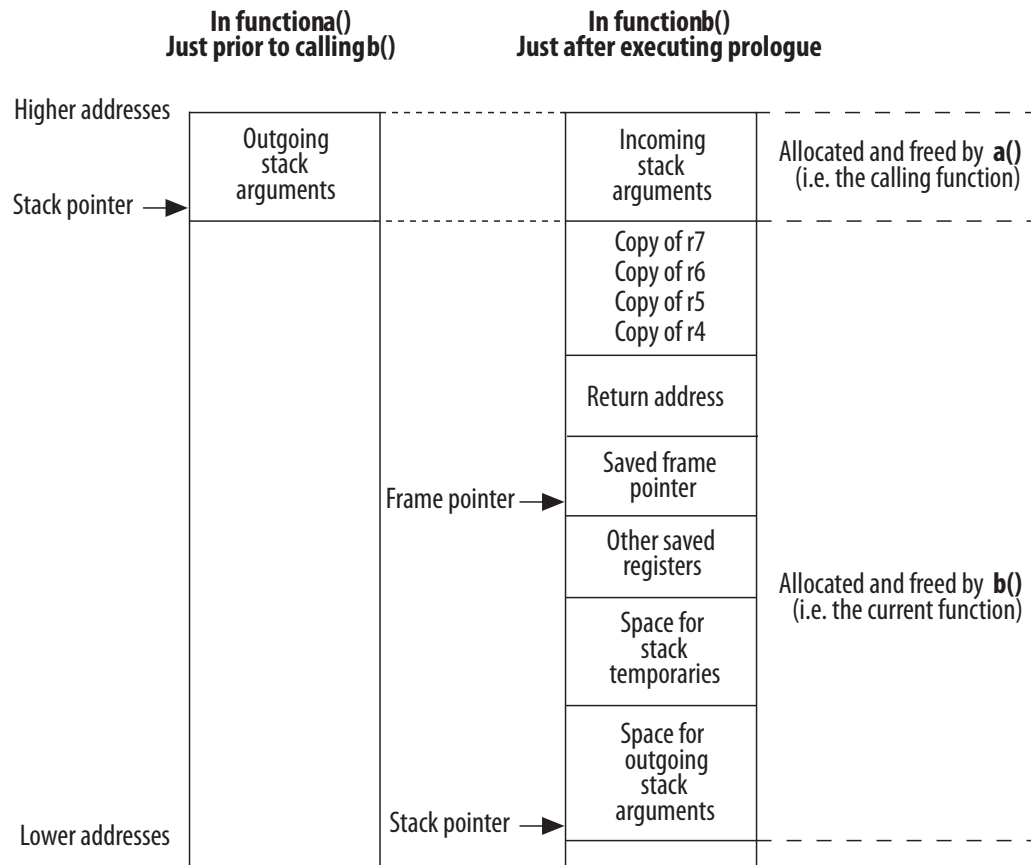 In functiona()
Just prior to callingb()
In functionb()
Just after executing prologue
Higher addresses
Outgoing
stack
arguments
Incoming
stack
arguments
Allocated and freed by a()
(i.e. the calling function)
Stack pointer
Copy of r7
Copy of r6
Copy of r5
Copy of r4
Return address
Saved frame
pointer
Frame pointer
Other saved
registers
Allocated and freed by b()
(i.e. the current function)
Space for
stack
temporaries
Space for
outgoing
stack
arguments
Stack pointer
Lower addresses